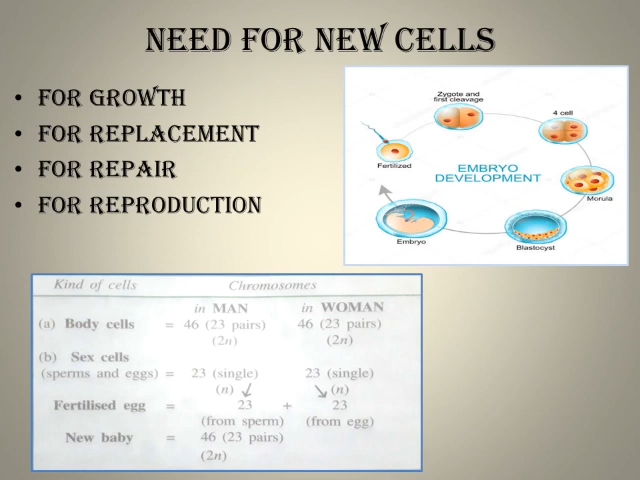 NEED FOR NEW CELLS
• FOR GROWTH
• FOR REPLACEMENT
• FOR REPAIR
• FOR REPRODUCTION
Zygote and
first cleavage
4 cell
Fertilized
EMBRYO
DEVELOPMENT
Morula
Embryo
Blastocyst
Kind of cells Chromosomes
in MAN in WOMAN
(a) Body cells = 46 (23 pairs) 46 (23 pairs)
(2n) (2n)
(b) Sex cells
(sperms and eggs) = 23 (single) 23 (single)
(n) (n)
Fertilised egg = 23 + 23
(from sperm) (from egg)
New baby = 46 (23 pairs)
(2n)